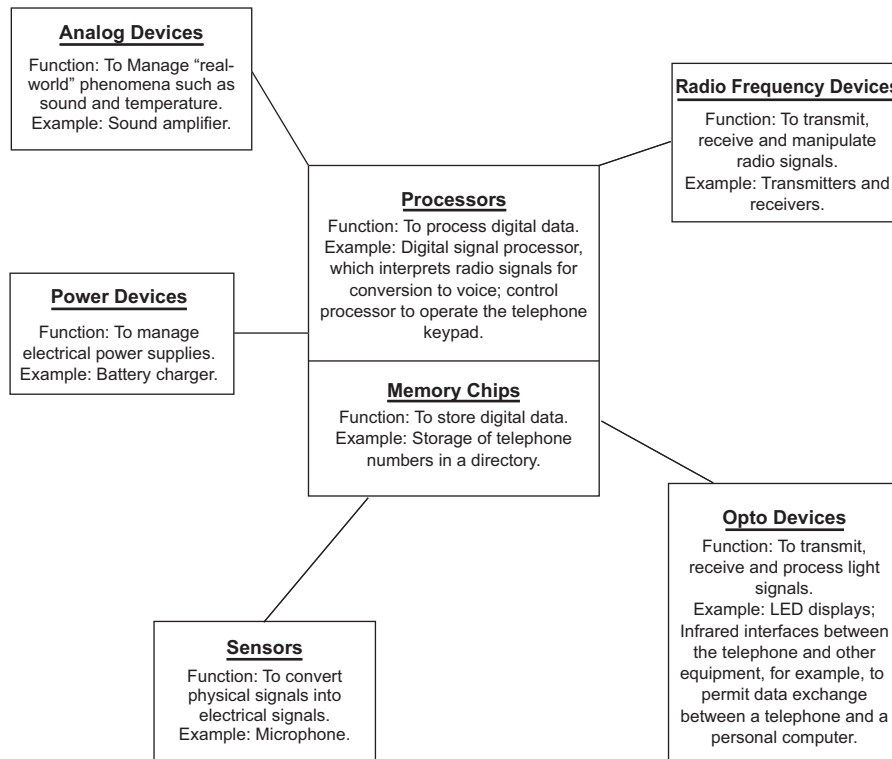 Analog Devices
Function: To Manage “real-
world” phenomena such as
sound and temperature.
Example: Sound amplifier.
Radio Frequency Devices
Function: To transmit,
receive and manipulate
radio signals.
Example: Transmitters and
receivers.
Processors
Function: To process digital data.
Example: Digital signal processor,
which interprets radio signals for
conversion to voice; control
processor to operate the telephone
keypad.
Power Devices
Function: To manage
electrical power supplies.
Example: Battery charger.
Memory Chips
Function: To store digital data.
Example: Storage of telephone
numbers in a directory.
Opto Devices
Function: To transmit,
receive and process light
signals.
Example: LED displays;
Infrared interfaces between
the telephone and other
equipment, for example, to
permit data exchange
between a telephone and a
personal computer.
Sensors
Function: To convert
physical signals into
electrical signals.
Example: Microphone.